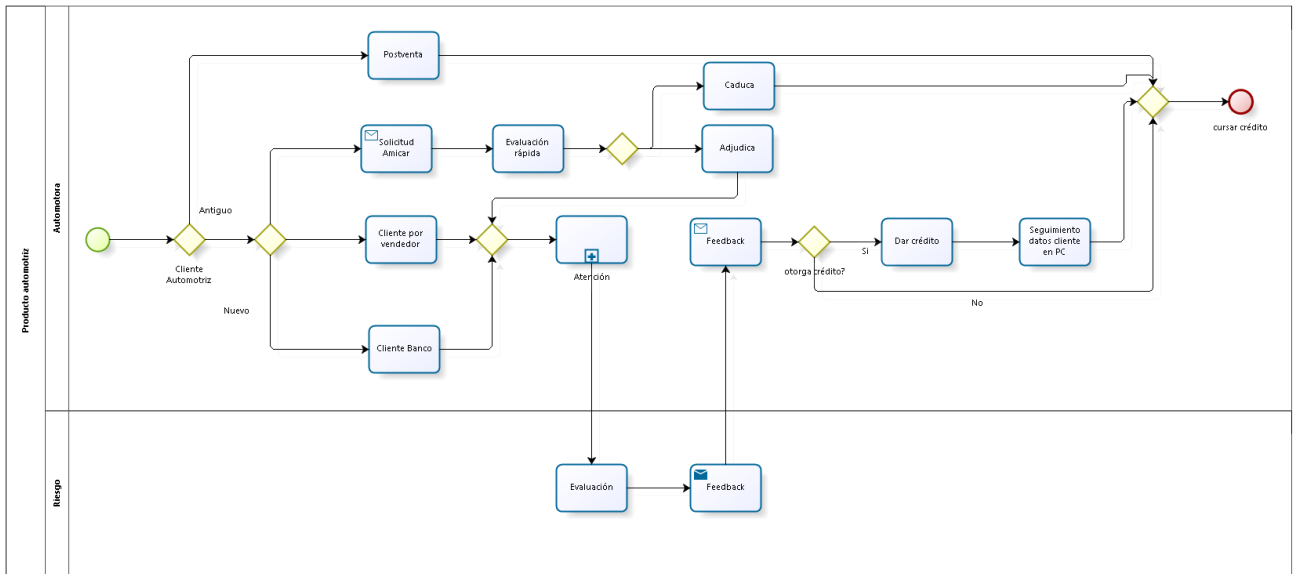 Producto automotriz
Automotora
Riesgo
Postventa
Caduca
cursar crédito
Solicitud
Amicar
Evaluación
rápida
Adjudica
Antiguo
Cliente
Automotriz
Cliente por
vendedor
Atención
Feedback
otorga crédito?
Si
Dar crédito
Seguimiento
datos cliente
en PC
No
Nuevo
Cliente Banco
Evaluación
Feedback